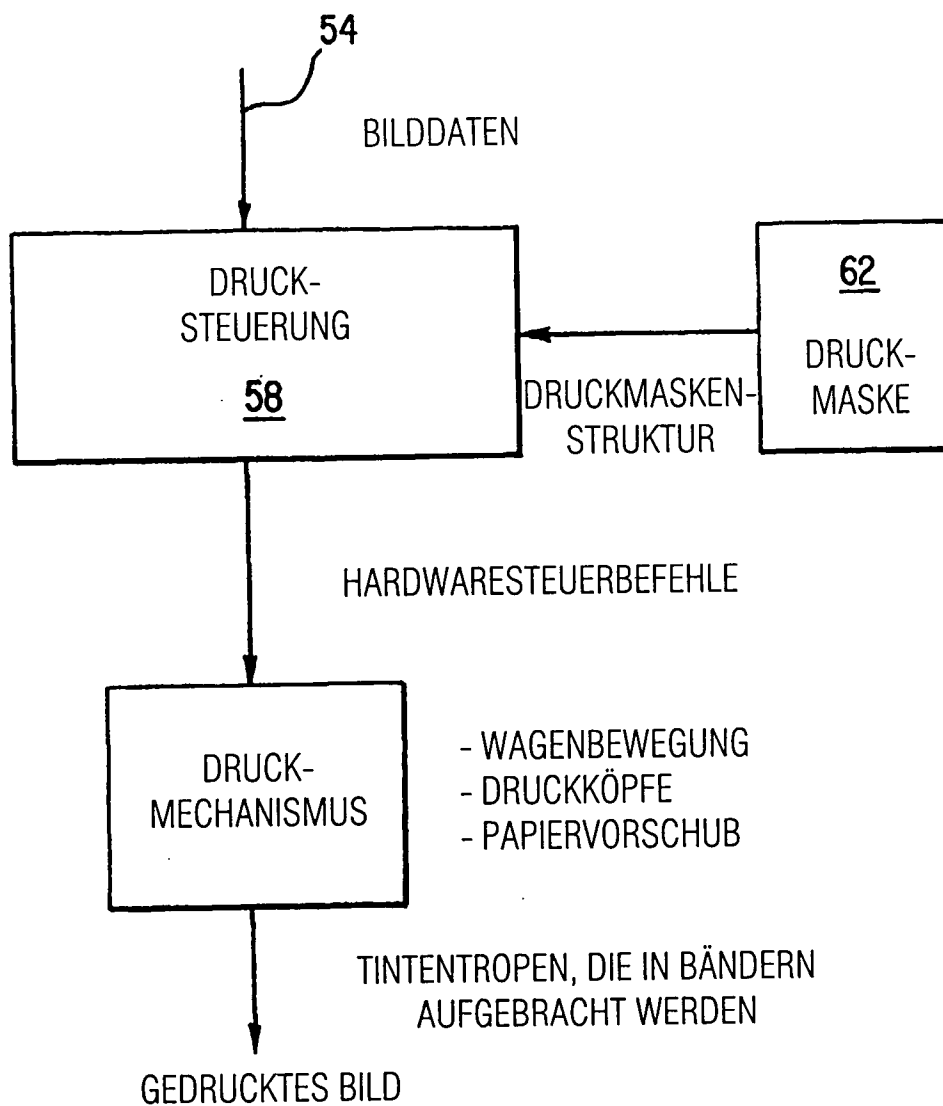 54
BILDDATEN
DRUCK-
STEUERUNG
58
62
DRUCK-
MASKE
DRUCKMASKEN-
STRUKTUR
HARDWARESTEUERBEFEHLE
DRUCK-
MECHANISMUS
- WAGENBEWEGUNG
- DRUCKKÖPFE
- PAPIERVORSCHUB
TINTENTROPEN, DIE IN BÄNDERN
AUFGEBRACHT WERDEN
GEDRUCKTES BILD